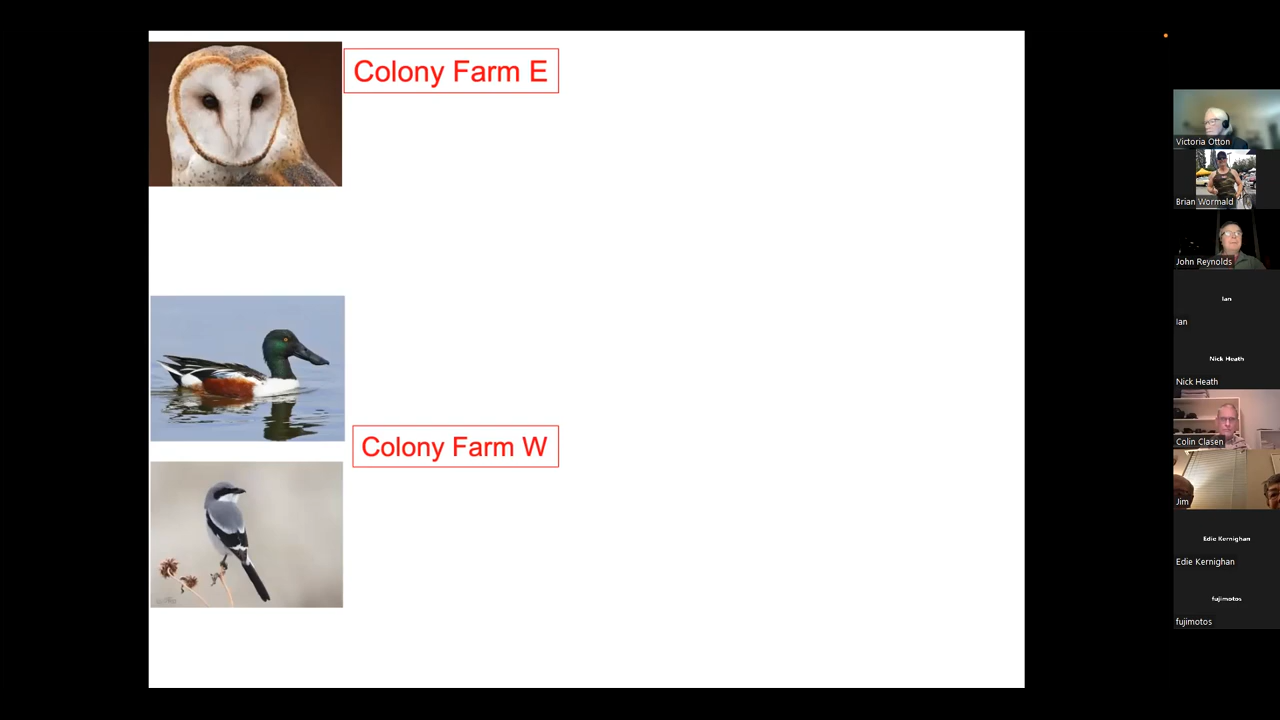 Colony Farm E
Colony Farm W
Victoria Otton
Brian Wormald
John Reynolds
Ian
Ian
Nick Heath
Nick Heath
Colin Clasen
Jim
Edie Kernighan
Edie Kernighan
fujimotos
fujimotos